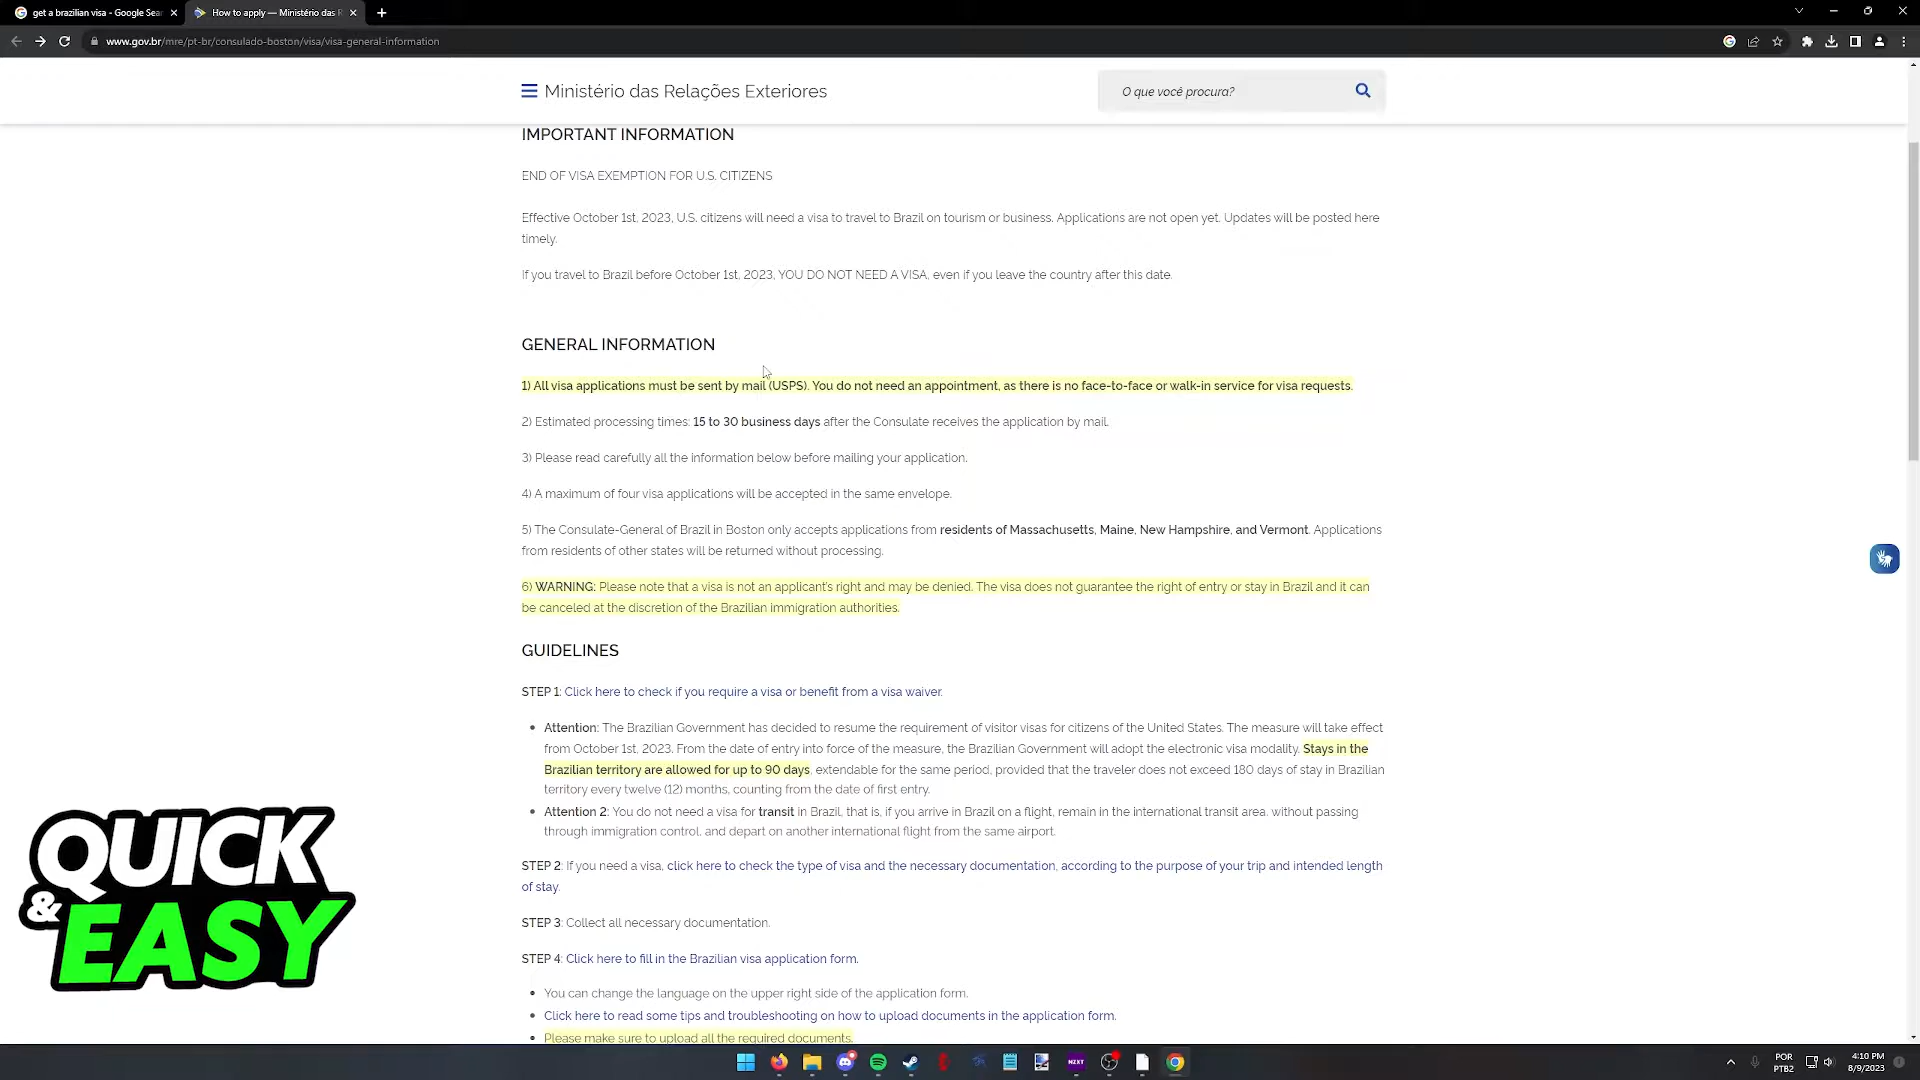 get a brazilian visa - Google Sear
How to apply — Ministério das R
www.gov.br/mre/pt-br/consulado-boston/visa/visa-general-information
Ministério das Relações Exteriores
O que você procura?
IMPORTANT INFORMATION
END OF VISA EXEMPTION FOR U.S. CITIZENS
Effective October 1st, 2023, U.S. citizens will need a visa to travel to Brazil on tourism or business. Applications are not open yet. Updates will be posted here
timely.
If you travel to Brazil before October 1st, 2023, YOU DO NOT NEED A VISA, even if you leave the country after this date.
GENERAL INFORMATION
1) All visa applications must be sent by mail (USPS). You do not need an appointment, as there is no face-to-face or walk-in service for visa requests.
2) Estimated processing times: 15 to 30 business days after the Consulate receives the application by mail.
3) Please read carefully all the information below before mailing your application.
4) A maximum of four visa applications will be accepted in the same envelope.
5) The Consulate-General of Brazil in Boston only accepts applications from residents of Massachusetts, Maine, New Hampshire, and Vermont. Applications
from residents of other states will be returned without processing.
6) WARNING: Please note that a visa is not an applicant's right and may be denied. The visa does not guarantee the right of entry or stay in Brazil and it can
be canceled at the discretion of the Brazilian immigration authorities.
GUIDELINES
STEP 1: Click here to check if you require a visa or benefit from a visa waiver.
Attention: The Brazilian Government has decided to resume the requirement of visitor visas for citizens of the United States. The measure will take effect
from October 1st, 2023. From the date of entry into force of the measure, the Brazilian Government will adopt the electronic visa modality. Stays in the
Brazilian territory are allowed for up to 90 days, extendable for the same period, provided that the traveler does not exceed 180 days of stay in Brazilian
territory every twelve (12) months, counting from the date of first entry.
Attention 2: You do not need a visa for transit in Brazil, that is, if you arrive in Brazil on a flight, remain in the international transit area, without passing
through immigration control, and depart on another international flight from the same airport.
STEP 2: If you need a visa, click here to check the type of visa and the necessary documentation, according to the purpose of your trip and intended length
of stay.
STEP 3: Collect all necessary documentation.
STEP 4: Click here to fill in the Brazilian visa application form.
You can change the language on the upper right side of the application form.
Click here to read some tips and troubleshooting on how to upload documents in the application form.
Please make sure to upload all the required documents.
QUICK
& EASY
NZXT
POR
PTB2
4:10 PM
8/9/2023